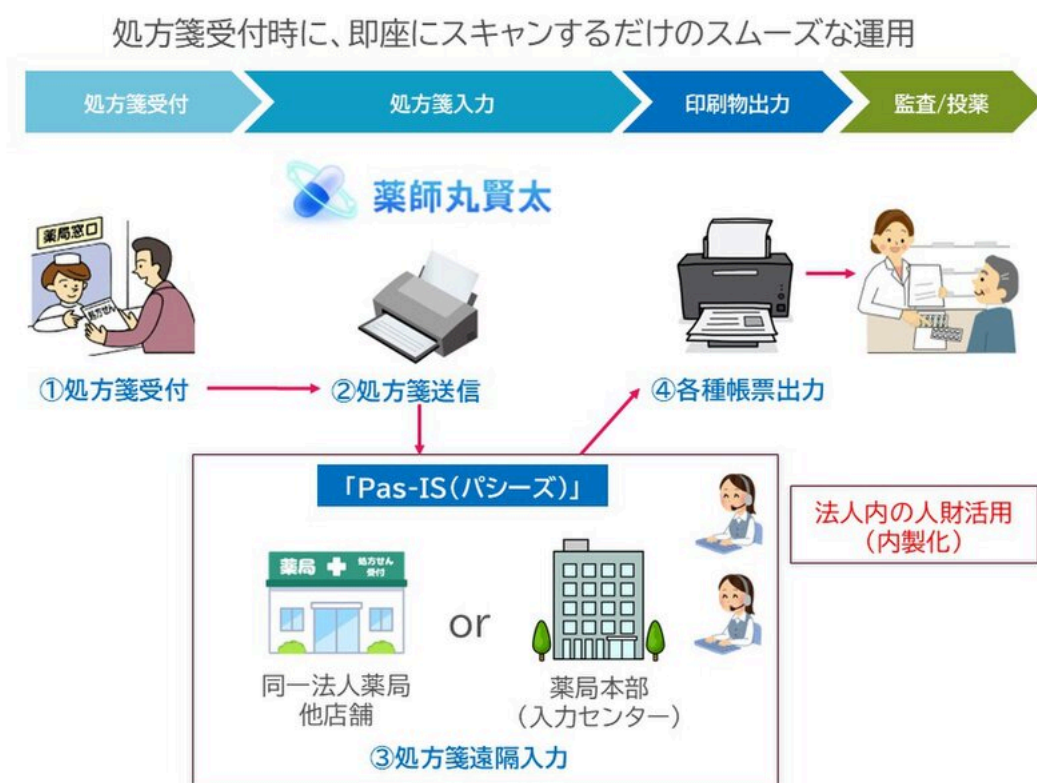 処方箋受付時に、即座にスキャンするだけのスムーズな運用
処方箋受付
処方箋入力
印刷物出力
監査/投薬
薬師丸賢太
薬局窓口
処方せん
①処方箋受付
②処方箋送信
④各種帳票出力
「Pas-IS(パシーズ)」
法人内の人財活用
(内製化)
薬局
処方せん
受付
or
同一法人薬局
他店舗
薬局本部
(入力センター)
③処方箋遠隔入力